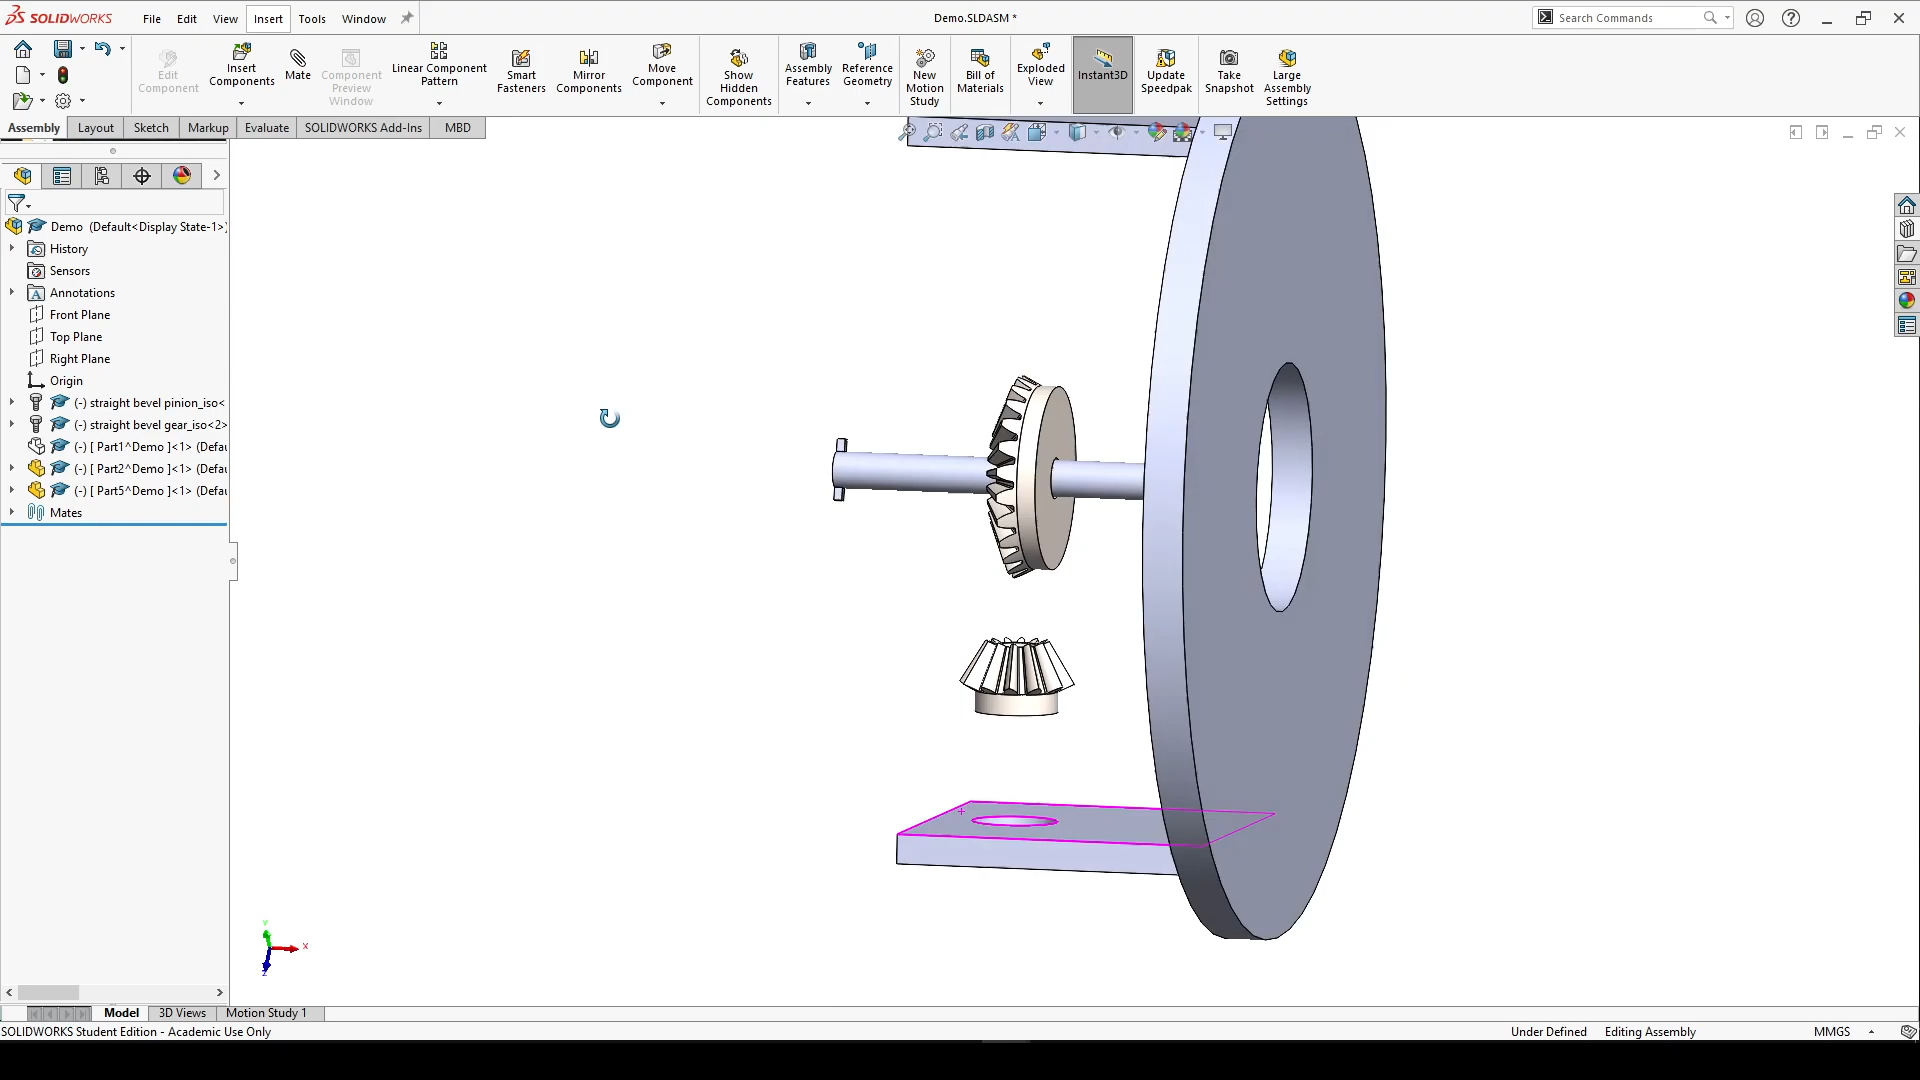 SOLIDWORKS File Edit View Insert Tools Window Demo.SLDASM * Search Commands
Edit Component
Insert Components
Mate
Component Preview Window
Linear Component Pattern
Smart Fasteners
Mirror Components
Move Component
Show Hidden Components
Assembly Features
Reference Geometry
New Motion Study
Bill of Materials
Exploded View
Instant3D
Update Speedpak
Take Snapshot
Large Assembly Settings
Assembly Layout Sketch Markup Evaluate SOLIDWORKS Add-Ins MBD
Demo (Default<Display State-1>)
History
Sensors
Annotations
Front Plane
Top Plane
Right Plane
Origin
(-) straight bevel pinion_iso<
(-) straight bevel gear_iso<2>
(-) [ Part1^Demo ]<1> (Defau
(-) [ Part2^Demo ]<1> (Defau
(-) [ Part5^Demo ]<1> (Defau
Mates
Y
X
Z
Model 3D Views Motion Study 1
SOLIDWORKS Student Edition - Academic Use Only Under Defined Editing Assembly MMGS